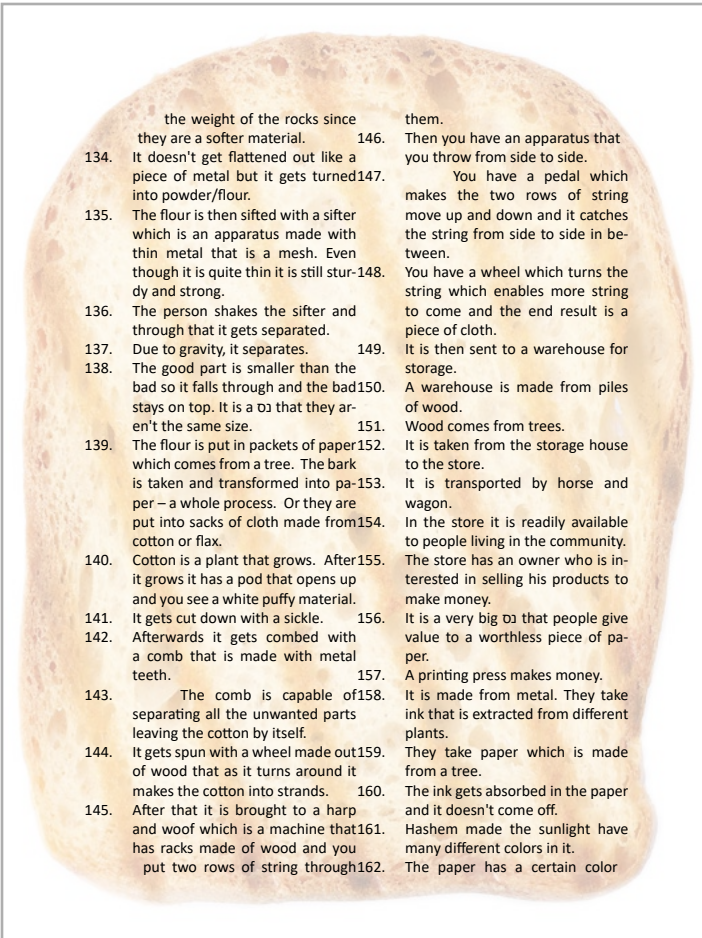 the weight of the rocks since
they are a softer material.
134. It doesn't get flattened out like a
piece of metal but it gets turned
into powder/flour.
135. The flour is then sifted with a sifter
which is an apparatus made with
thin metal that is a mesh. Even
though it is quite thin it is still stur-
dy and strong.
136. The person shakes the sifter and
through that it gets separated.
137. Due to gravity, it separates.
138. The good part is smaller than the
bad so it falls through and the bad
stays on top. It is a נס that they ar-
en't the same size.
139. The flour is put in packets of paper
which comes from a tree. The bark
is taken and transformed into pa-
per – a whole process. Or they are
put into sacks of cloth made from
cotton or flax.
140. Cotton is a plant that grows. After
it grows it has a pod that opens up
and you see a white puffy material.
141. It gets cut down with a sickle.
142. Afterwards it gets combed with
a comb that is made with metal
teeth.
143. The comb is capable of
separating all the unwanted parts
leaving the cotton by itself.
144. It gets spun with a wheel made out
of wood that as it turns around it
makes the cotton into strands.
145. After that it is brought to a harp
and woof which is a machine that
has racks made of wood and you
put two rows of string through
them.
146. Then you have an apparatus that
you throw from side to side.
147. You have a pedal which
makes the two rows of string
move up and down and it catches
the string from side to side in be-
tween.
148. You have a wheel which turns the
string which enables more string
to come and the end result is a
piece of cloth.
149. It is then sent to a warehouse for
storage.
150. A warehouse is made from piles
of wood.
151. Wood comes from trees.
152. It is taken from the storage house
to the store.
153. It is transported by horse and
wagon.
154. In the store it is readily available
to people living in the community.
155. The store has an owner who is in-
terested in selling his products to
make money.
156. It is a very big נס that people give
value to a worthless piece of pa-
per.
157. A printing press makes money.
158. It is made from metal. They take
ink that is extracted from different
plants.
159. They take paper which is made
from a tree.
160. The ink gets absorbed in the paper
and it doesn't come off.
161. Hashem made the sunlight have
many different colors in it.
162. The paper has a certain color